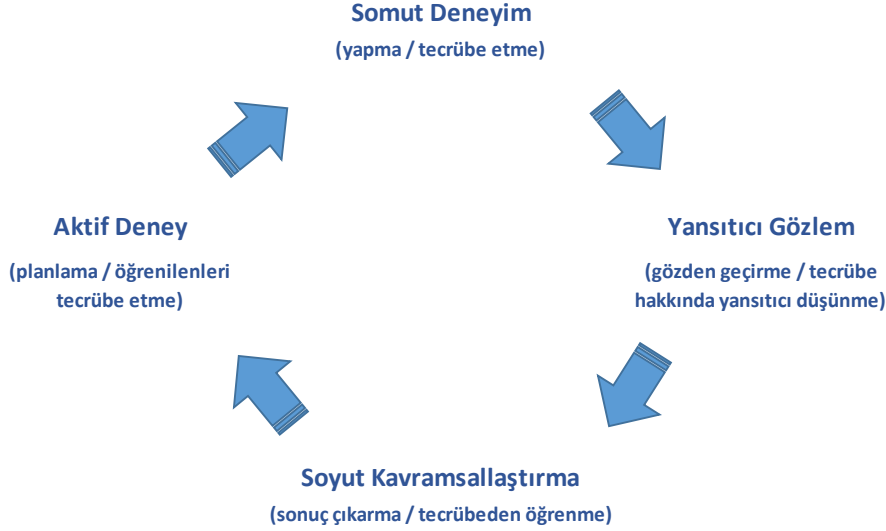 Somut Deneyim
(yapma / tecrübe etme)
Aktif Deney
(planlama / öğrenilenleri
tecrübe etme)
Yansıtıcı Gözlem
(gözden geçirme / tecrübe
hakkında yansıtıcı düşünme)
Soyut Kavramsallaştırma
(sonuç çıkarma / tecrübeden öğrenme)